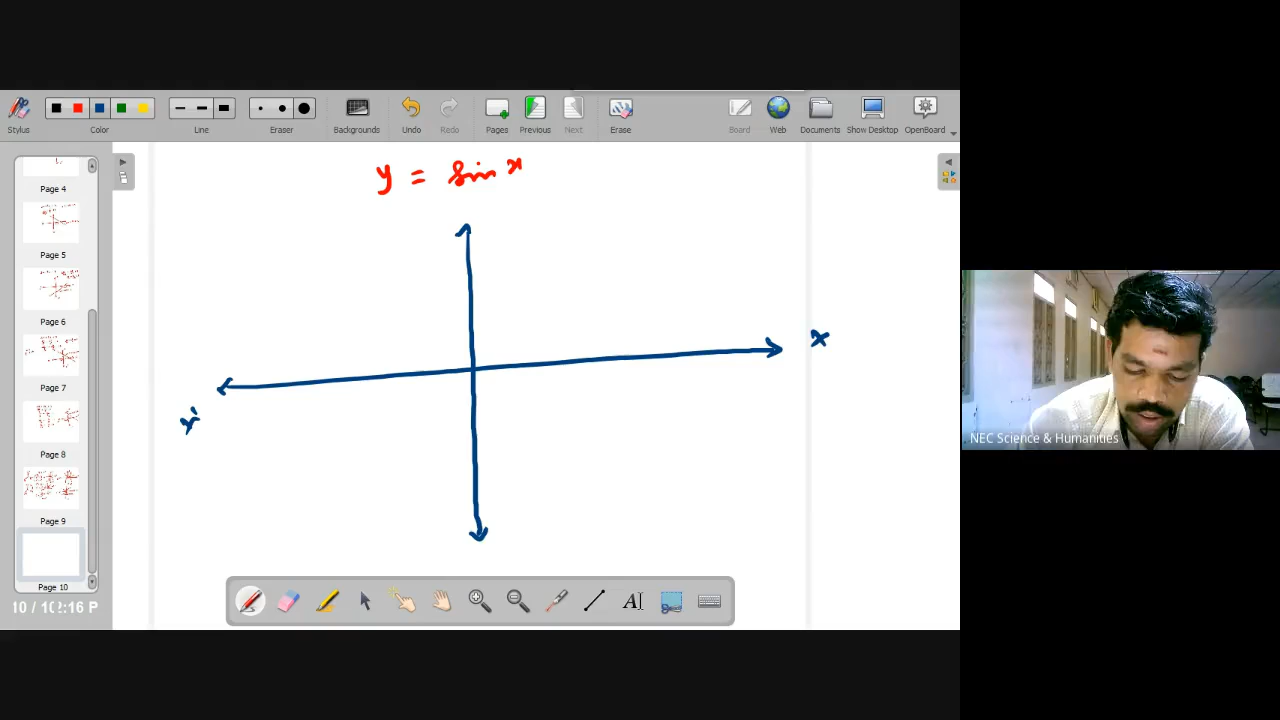 Stylus
Color
Line
Eraser
Backgrounds
Undo
Redo
Pages
Previous
Next
Erase
Board
Web
Documents
Show Desktop
OpenBoard
Page 4
Page 5
Page 6
Page 7
Page 8
Page 9
Page 10
y = sin x
x
x'
NEC Science & Humanities